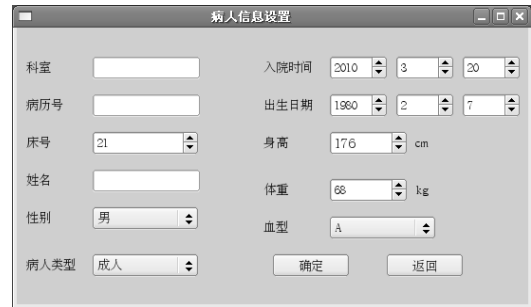 病人信息设置
科室
入院时间 2010 3 20
病历号
出生日期 1980 2 7
床号 21
身高 176 cm
姓名
体重 68 kg
性别 男
血型 A
病人类型 成人
确定 返回